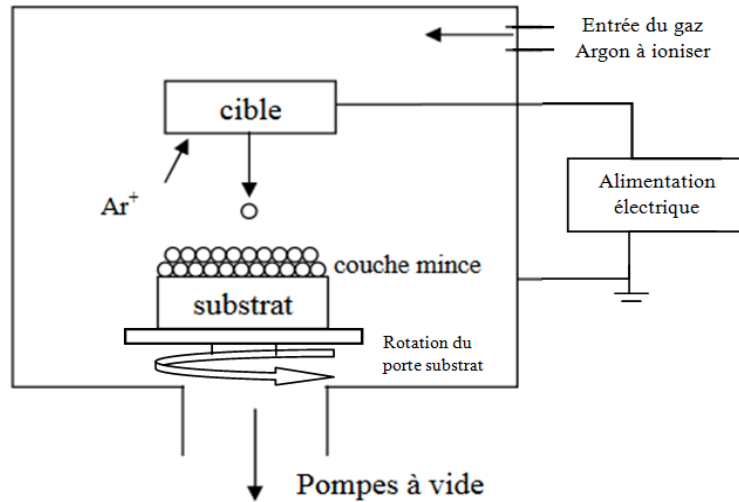 Entrée du gaz
Argon à ioniser
cible
Ar+
Alimentation
électrique
couche mince
substrat
Rotation du
porte substrat
Pompes à vide